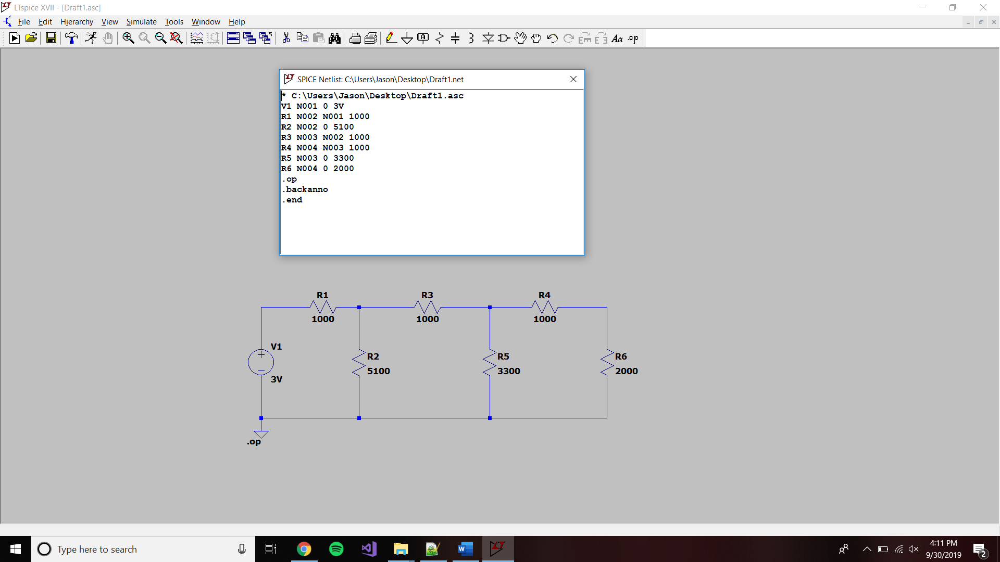 LTspice XVII - [Draft1.asc]
File Edit Hierarchy View Simulate Tools Window Help
.op
SPICE Netlist: C:\Users\Jason\Desktop\Draft1.net
* C:\Users\Jason\Desktop\Draft1.asc
V1 N001 0 3V
R1 N002 N001 1000
R2 N002 0 5100
R3 N003 N002 1000
R4 N004 N003 1000
R5 N003 0 3300
R6 N004 0 2000
.op
.backanno
.end
R1 R3 R4
1000 1000 1000
V1
R2 R5 R6
5100 3300 2000
3V
.op
Type here to search
4:11 PM
9/30/2019
2